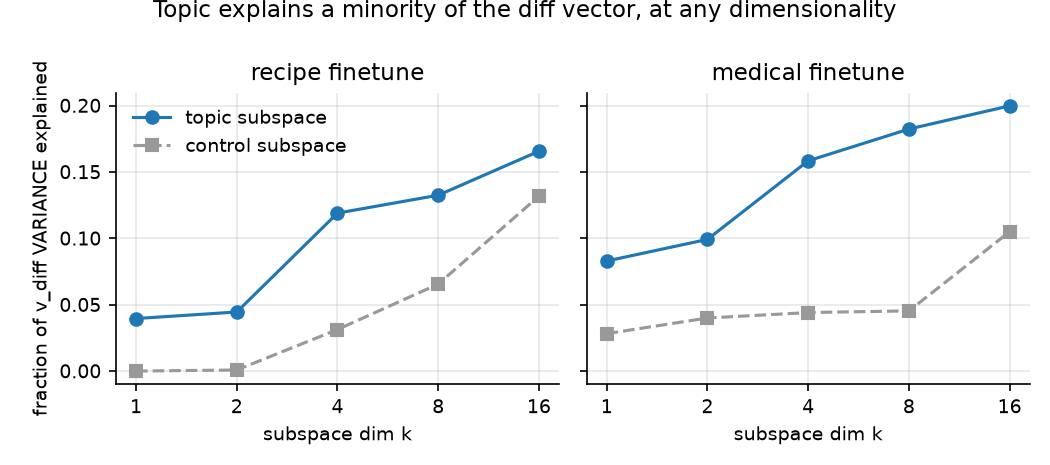 Topic explains a minority of the diff vector, at any dimensionality
recipe finetune
medical finetune
fraction of v_diff VARIANCE explained
0.20
0.15
0.10
0.05
0.00
topic subspace
control subspace
1 2 4 8 16
1 2 4 8 16
subspace dim k
subspace dim k